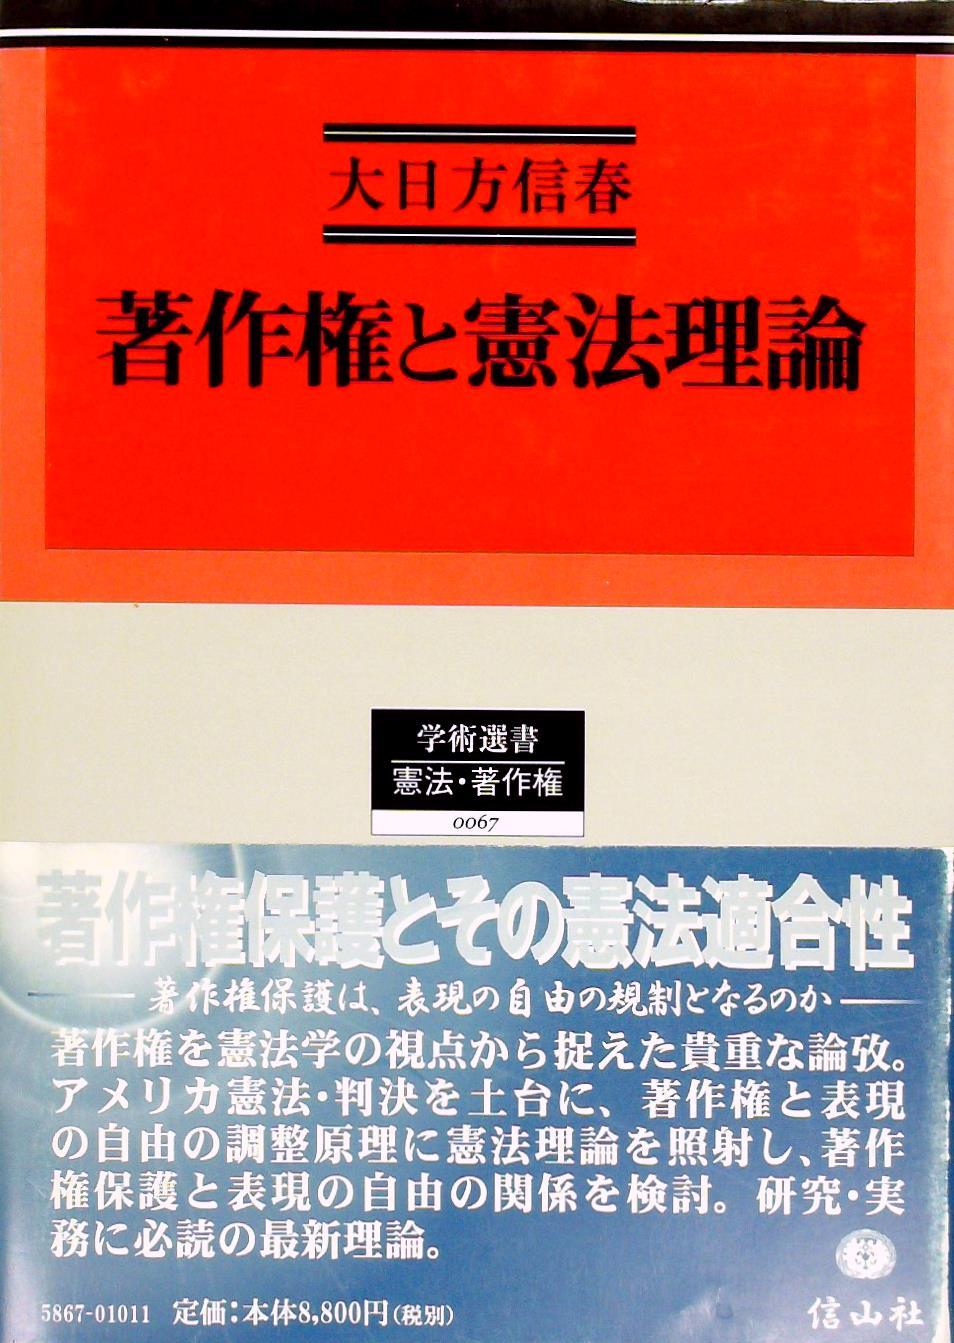 大日方信春
著作権と憲法理論
学術選書
憲法・著作権
0067
著作権保護とその憲法適合性
著作権保護は、表現の自由の規制となるのか
著作権を憲法学の視点から捉えた貴重な論攷。
アメリカ憲法・判決を土台に、著作権と表現
の自由の調整原理に憲法理論を照射し、著作
権保護と表現の自由の関係を検討。研究・実
務に必読の最新理論。
5867-01011 定価：本体8,800円（税別）
信山社